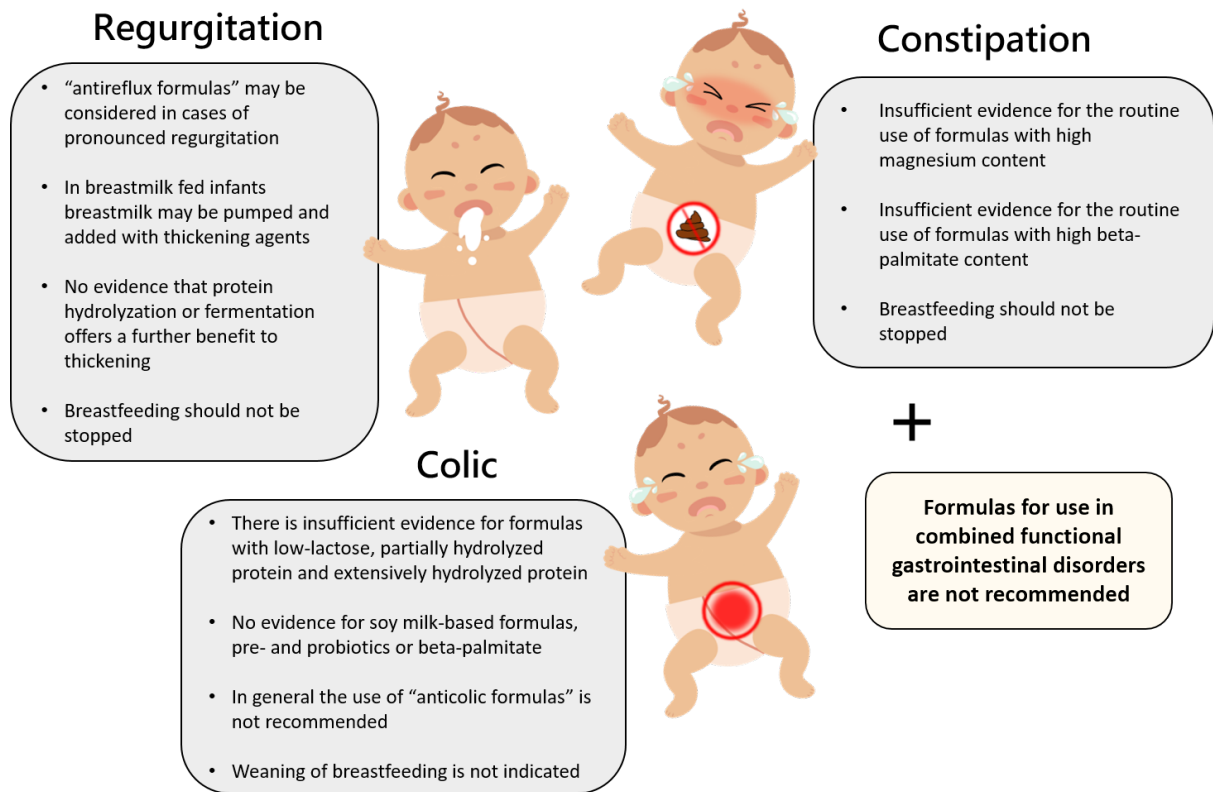 Regurgitation
• "antireflux formulas" may be
considered in cases of
pronounced regurgitation
• In breastmilk fed infants
breastmilk may be pumped and
added with thickening agents
• No evidence that protein
hydrolyzation or fermentation
offers a further benefit to
thickening
• Breastfeeding should not be
stopped
Constipation
• Insufficient evidence for the routine
use of formulas with high
magnesium content
• Insufficient evidence for the routine
use of formulas with high beta-
palmitate content
• Breastfeeding should not be
stopped
Colic
• There is insufficient evidence for formulas
with low-lactose, partially hydrolyzed
protein and extensively hydrolyzed protein
• No evidence for soy milk-based formulas,
pre- and probiotics or beta-palmitate
• In general the use of “anticolic formulas” is
not recommended
• Weaning of breastfeeding is not indicated
+
Formulas for use in
combined functional
gastrointestinal disorders
are not recommended